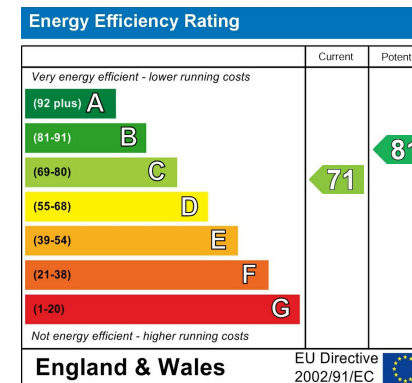 Energy Efficiency Rating
Current Potent
Very energy efficient - lower running costs
(92 plus) A
(81-91) B
81
(69-80) C
71
(55-68) D
(39-54) E
(21-38) F
(1-20) G
Not energy efficient - higher running costs
England & Wales
EU Directive
2002/91/EC